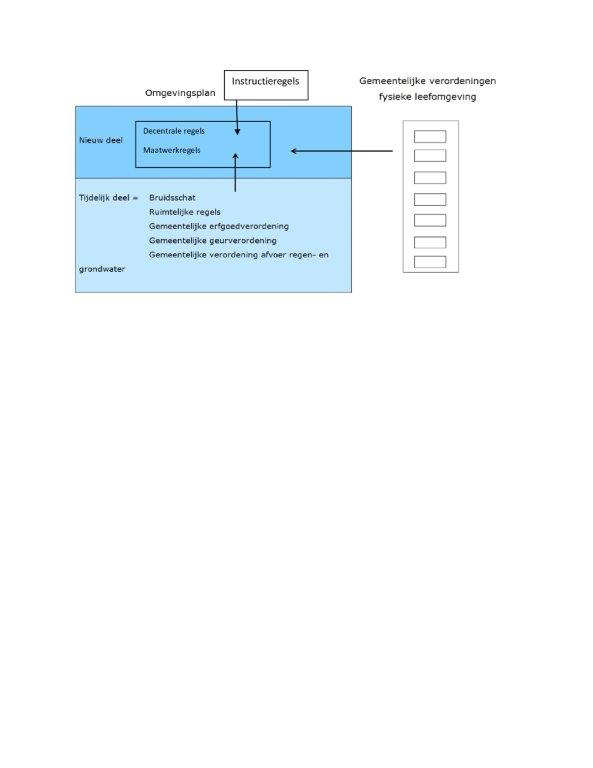 Instructieregels
Omgevingsplan
Gemeentelijke verordeningen
fysieke leefomgeving
Nieuw deel
Decentrale regels
Maatwerkregels
Tijdelijk deel = Bruidsschat
Ruimtelijke regels
Gemeentelijke erfgoedverordening
Gemeentelijke geurverordening
Gemeentelijke verordening afvoer regen- en
grondwater